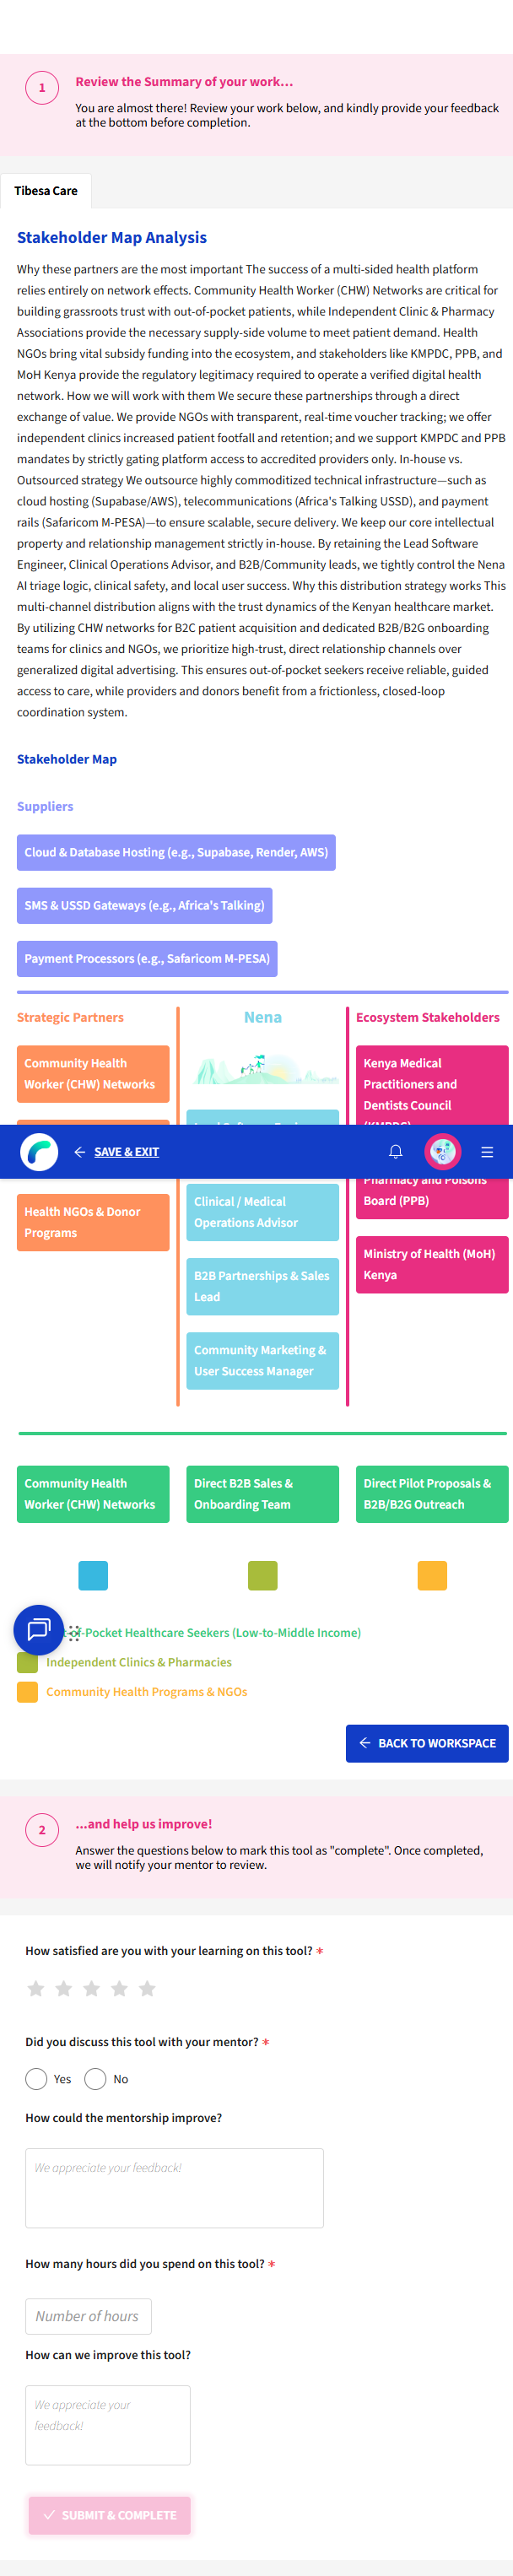 1
Review the Summary of your work...
You are almost there! Review your work below, and kindly provide your feedback
at the bottom before completion.
Tibesa Care
Stakeholder Map Analysis
Why these partners are the most important The success of a multi-sided health platform
relies entirely on network effects. Community Health Worker (CHW) Networks are critical for
building grassroots trust with out-of-pocket patients, while Independent Clinic & Pharmacy
Associations provide the necessary supply-side volume to meet patient demand. Health
NGOs bring vital subsidy funding into the ecosystem, and stakeholders like KMPDC, PPB, and
MoH Kenya provide the regulatory legitimacy required to operate a verified digital health
network. How we will work with them We secure these partnerships through a direct
exchange of value. We provide NGOs with transparent, real-time voucher tracking; we offer
independent clinics increased patient footfall and retention; and we support KMPDC and PPB
mandates by strictly gating platform access to accredited providers only. In-house vs.
Outsourced strategy We outsource highly commoditized technical infrastructure—such as
cloud hosting (Supabase/AWS), telecommunications (Africa's Talking USSD), and payment
rails (Safaricom M-PESA)—to ensure scalable, secure delivery. We keep our core intellectual
property and relationship management strictly in-house. By retaining the Lead Software
Engineer, Clinical Operations Advisor, and B2B/Community leads, we tightly control the Nena
AI triage logic, clinical safety, and local user success. Why this distribution strategy works This
multi-channel distribution aligns with the trust dynamics of the Kenyan healthcare market.
By utilizing CHW networks for B2C patient acquisition and dedicated B2B/B2G onboarding
teams for clinics and NGOs, we prioritize high-trust, direct relationship channels over
generalized digital advertising. This ensures out-of-pocket seekers receive reliable, guided
access to care, while providers and donors benefit from a frictionless, closed-loop
coordination system.
Stakeholder Map
Suppliers
Cloud & Database Hosting (e.g., Supabase, Render, AWS)
SMS & USSD Gateways (e.g., Africa's Talking)
Payment Processors (e.g., Safaricom M-PESA)
Strategic Partners
Community Health
Worker (CHW) Networks
Health NGOs & Donor
Programs
Nena
Clinical / Medical
Operations Advisor
B2B Partnerships & Sales
Lead
Community Marketing &
User Success Manager
Ecosystem Stakeholders
Kenya Medical
Practitioners and
Dentists Council
SAVE & EXIT
Pharmacy and Poisons
Board (PPB)
Ministry of Health (MoH)
Kenya
Community Health
Worker (CHW) Networks
Direct B2B Sales &
Onboarding Team
Direct Pilot Proposals &
B2B/B2G Outreach
-Pocket Healthcare Seekers (Low-to-Middle Income)
Independent Clinics & Pharmacies
Community Health Programs & NGOs
BACK TO WORKSPACE
2
...and help us improve!
Answer the questions below to mark this tool as "complete". Once completed,
we will notify your mentor to review.
How satisfied are you with your learning on this tool? *
Did you discuss this tool with your mentor? *
Yes No
How could the mentorship improve?
We appreciate your feedback!
How many hours did you spend on this tool? *
Number of hours
How can we improve this tool?
We appreciate your
feedback!
SUBMIT & COMPLETE